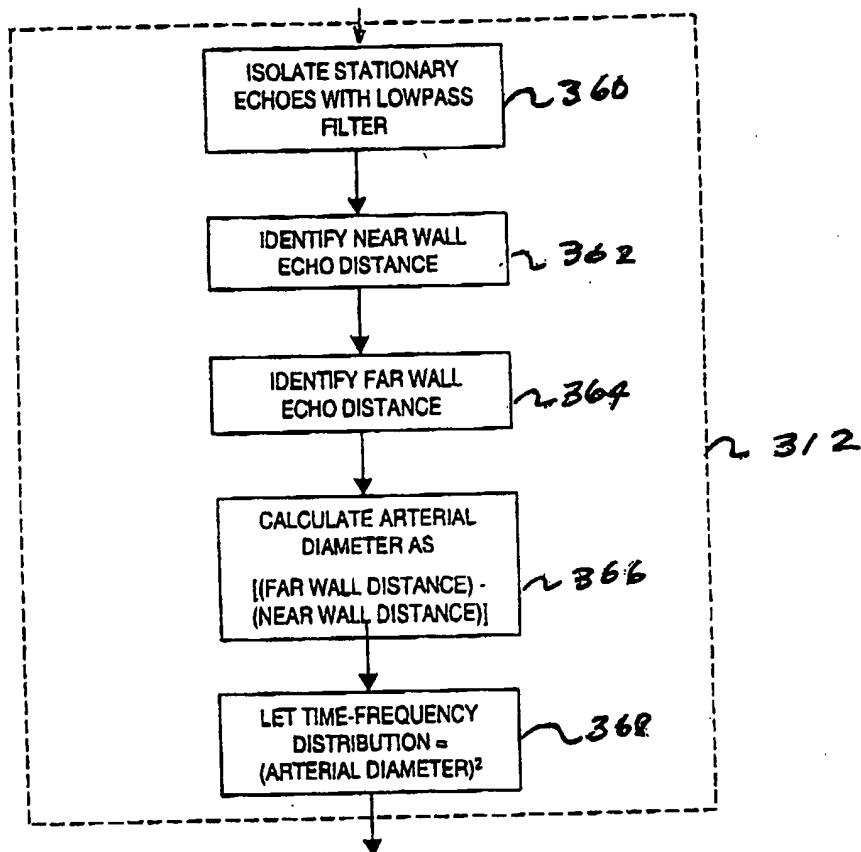 ISOLATE STATIONARY
ECHOES WITH LOWPASS
FILTER
360
IDENTIFY NEAR WALL
ECHO DISTANCE
362
IDENTIFY FAR WALL
ECHO DISTANCE
364
312
CALCULATE ARTERIAL
DIAMETER AS
[(FAR WALL DISTANCE) -
(NEAR WALL DISTANCE)]
366
LET TIME-FREQUENCY
DISTRIBUTION =
(ARTERIAL DIAMETER)²
368